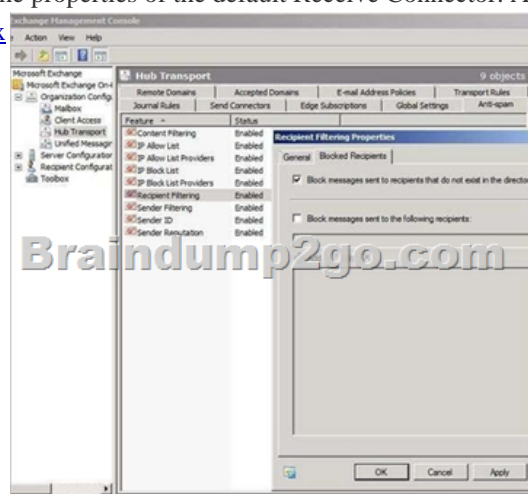 the properties of the default Receive Connector. A
k
Exchange Management Console
Action View Help
Microsoft Exchange
Microsoft Exchange On-
Organization Config
Mailbox
Client Access
Hub Transport
Unified Messag
Server Configuration
Recipient Configurat
Toolbox
Hub Transport 9 objects
Remote Domains Accepted Domains E-mail Address Policies Transport Rules
Journal Rules Send Connectors Edge Subscriptions Global Settings Anti-spam
Feature Status
Content Filtering Enabled
IP Allow List Enabled
IP Allow List Providers Enabled
IP Block List Enabled
IP Block List Providers Enabled
Recipient Filtering Enabled
Sender Filtering Enabled
Sender ID Enabled
Sender Reputation Enabled
Recipient Filtering Properties
General Blocked Recipients
Block messages sent to recipients that do not exist in the director
Block messages sent to the following recipients:
Braindump2go.com
OK Cancel Apply